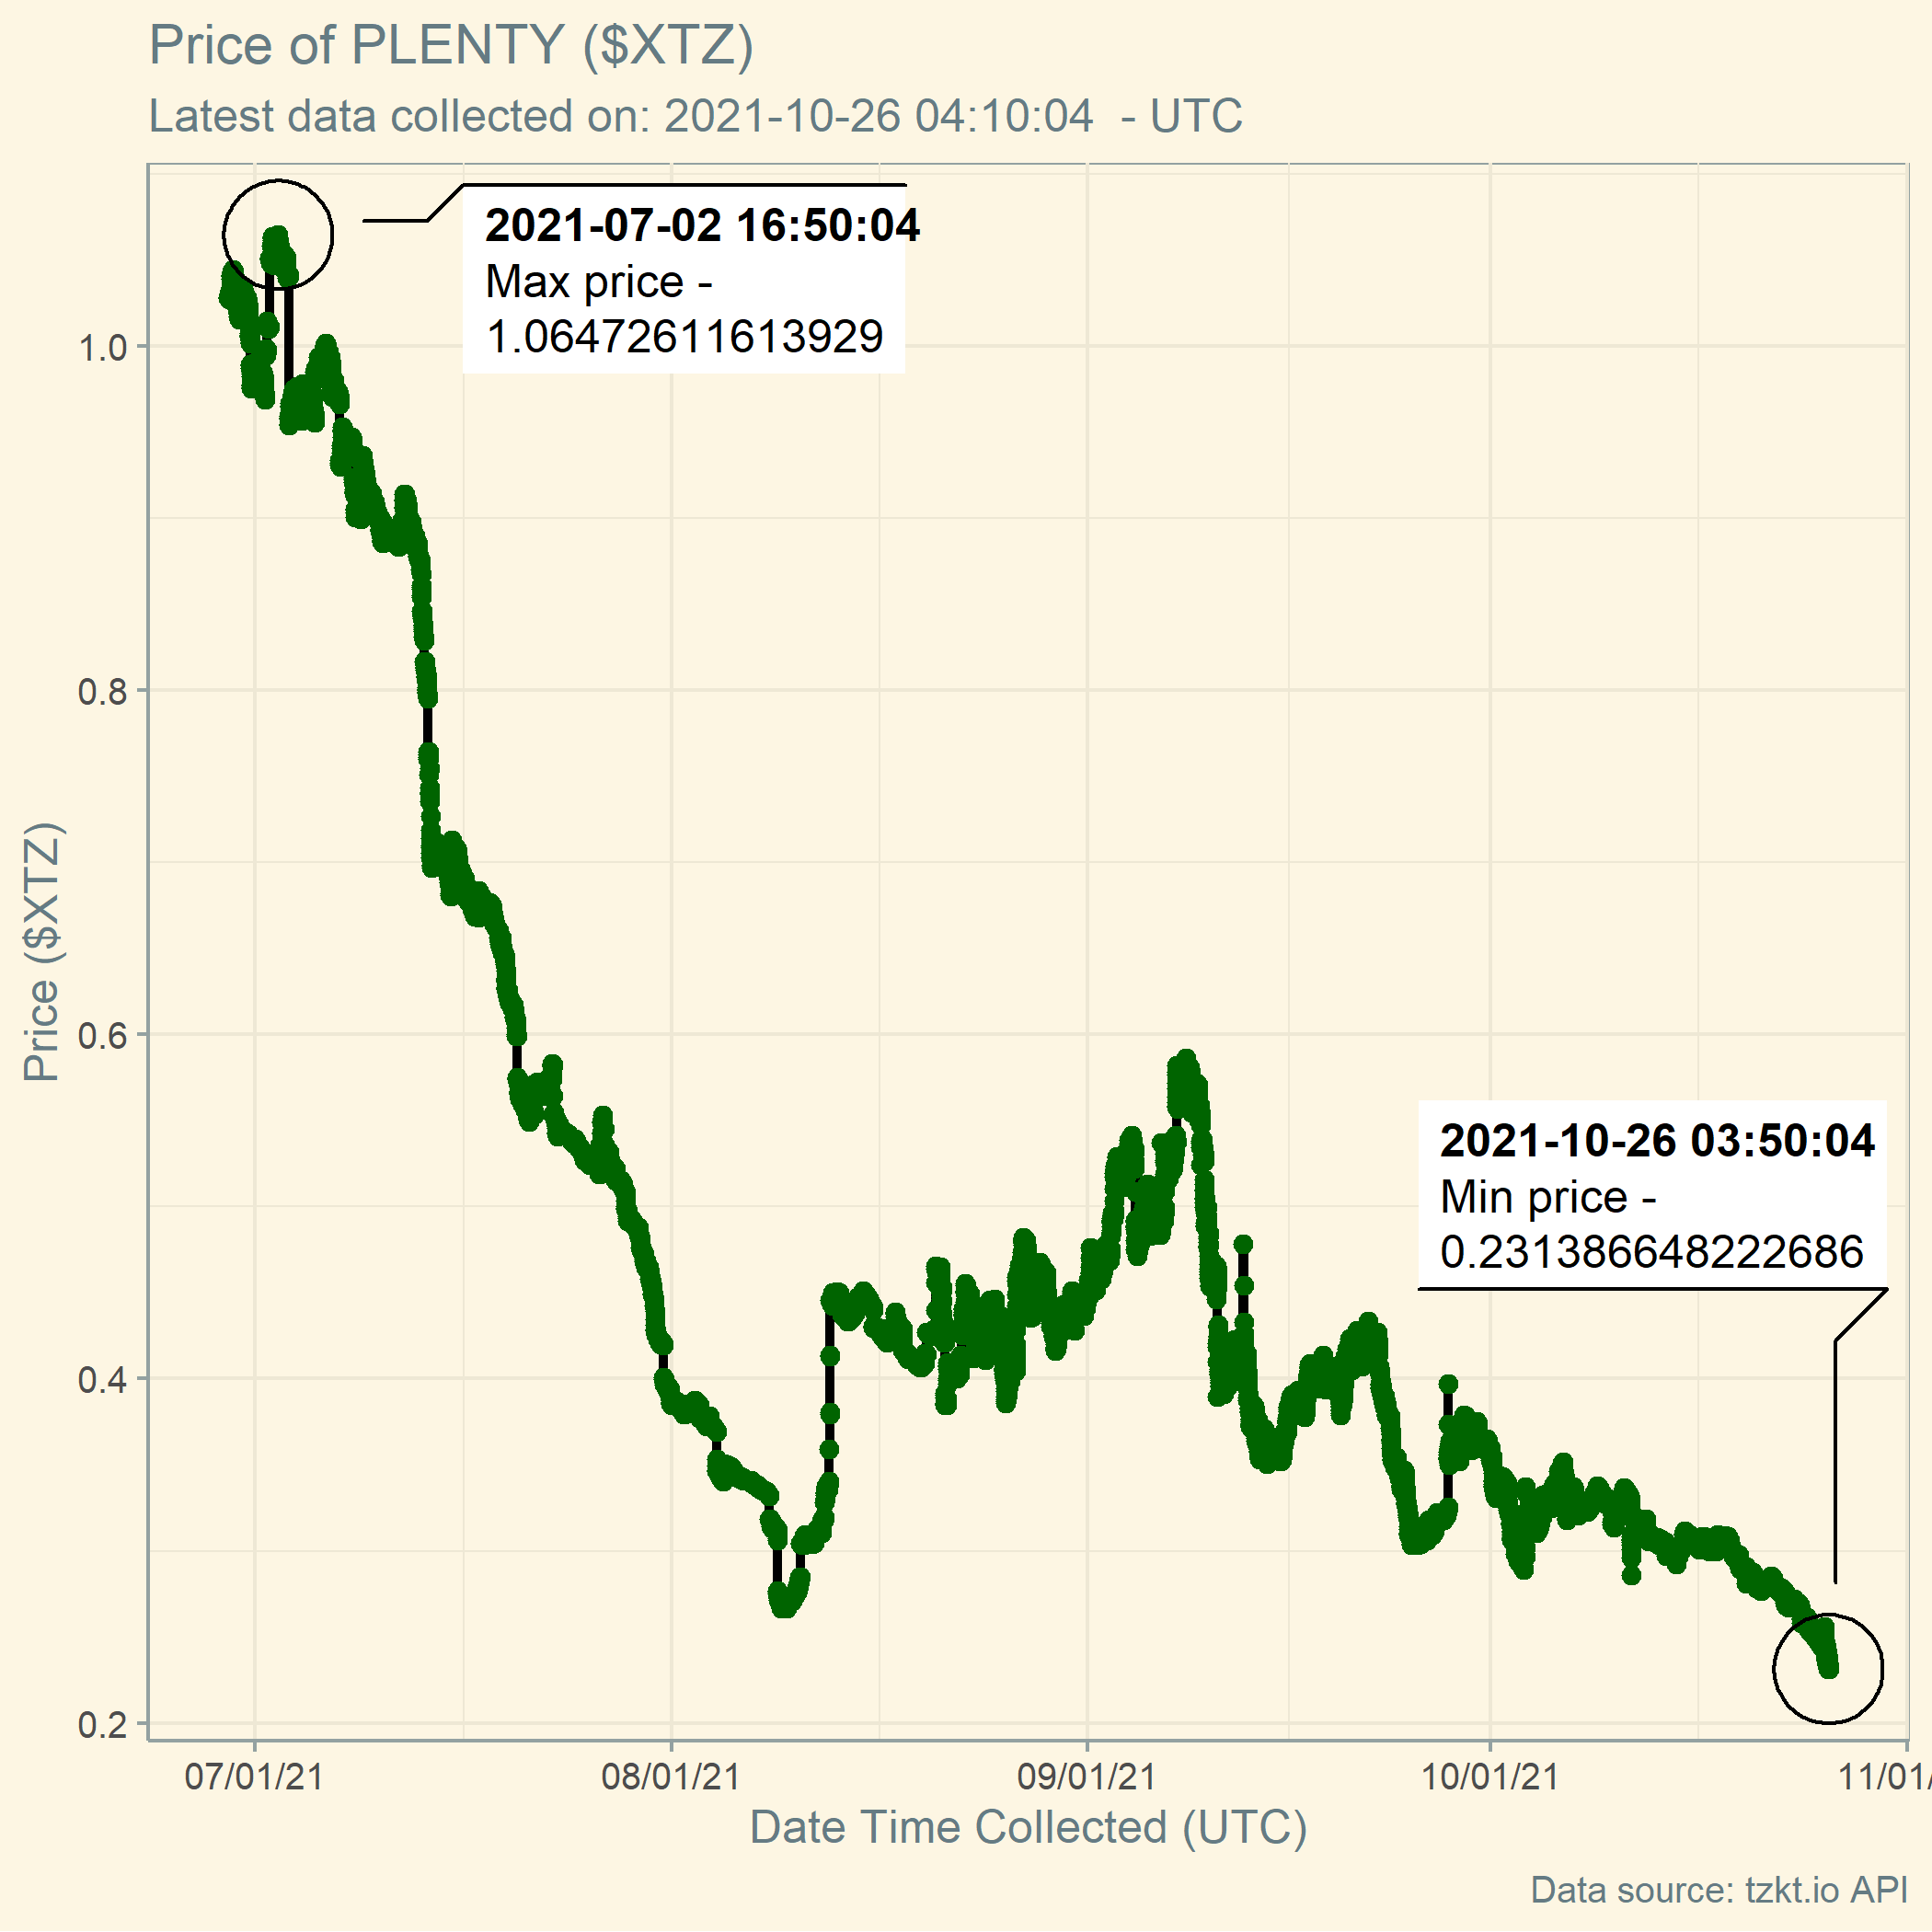 Price of PLENTY ($XTZ)
Latest data collected on: 2021-10-26 04:10:04  - UTC
2021-07-02 16:50:04
Max price -
1.06472611613929
1.0
0.8
0.6
0.4
0.2
Price ($XTZ)
2021-10-26 03:50:04
Min price -
0.231386648222686
07/01/21
08/01/21
09/01/21
10/01/21
11/01/
Date Time Collected (UTC)
Data source: tzkt.io API